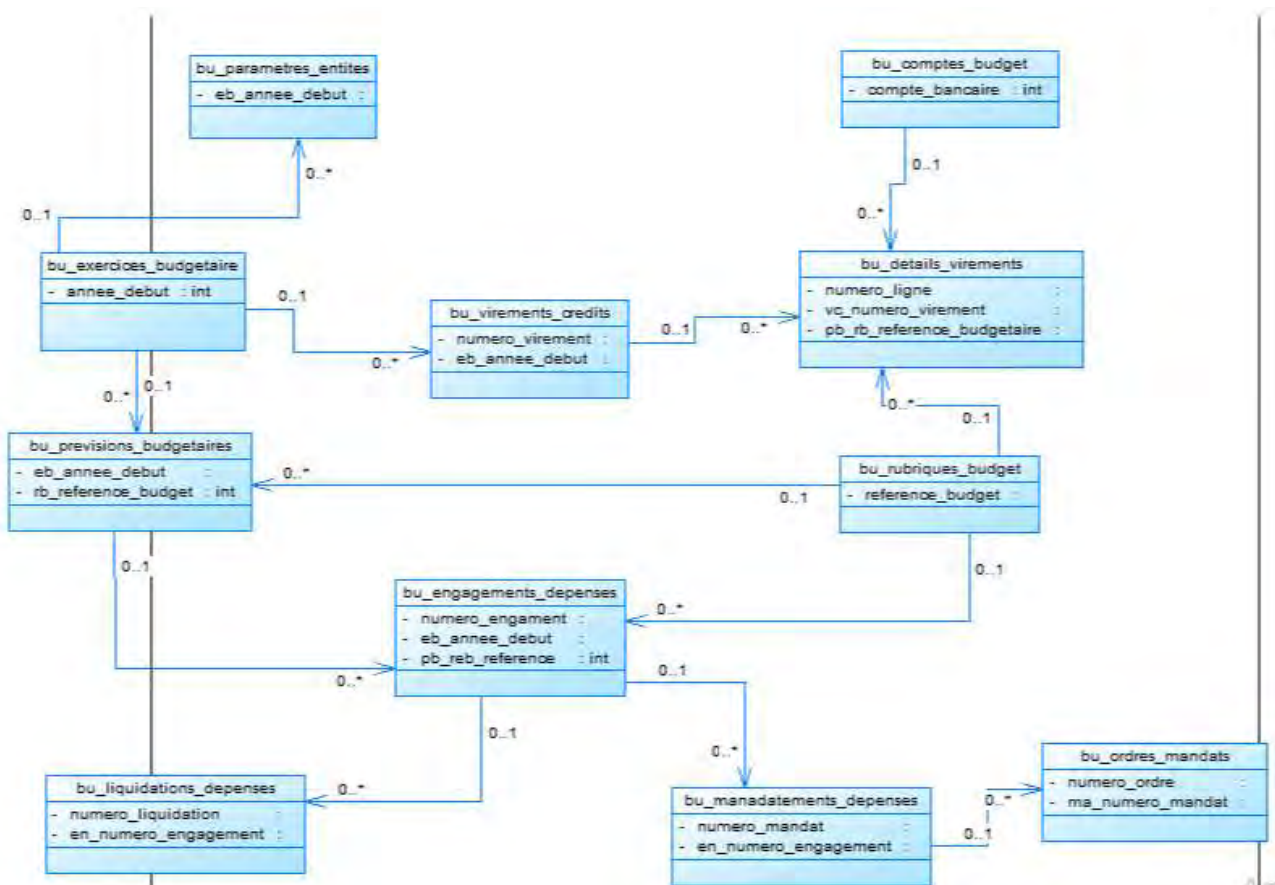 bu_parametres_entites
- eb_annee_debut :
bu_comptes_budget
- compte_bancaire : int
0..*
0..1
0..1
0..*
bu_exercices_budgetaire
- annee_debut : int
0..1
0..*
bu_virements_credits
- numero_virement :
- eb_annee_debut :
0..1
0..*
bu_details_virements
- numero_ligne :
- vc_numero_virement :
- pb_rb_reference_budgetaire :
0..*
0..1
0..*
0..1
bu_previsions_budgetaires
- eb_annee_debut :
- rb_reference_budget : int
0..*
0..1
bu_rubriques_budget
- reference_budget :
0..1
0..1
bu_engagements_depenses
- numero_engament :
- eb_annee_debut :
- pb_reb_reference : int
0..*
0..*
0..1
0..1
0..*
0..*
bu_liquidations_depenses
- numero_liquidation :
- en_numero_engagement :
bu_manadatements_depenses
- numero_mandat :
- en_numero_engagement :
0..1
0..*
bu_ordres_mandats
- numero_ordre :
- ma_numero_mandat :